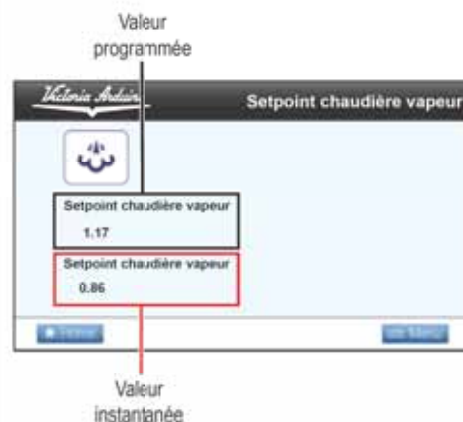 Valeur
programmée
Victoria Arduino
Setpoint chaudière vapeur
Setpoint chaudière vapeur
1.17
Setpoint chaudière vapeur
0.86
Menu
Valeur
instantanée